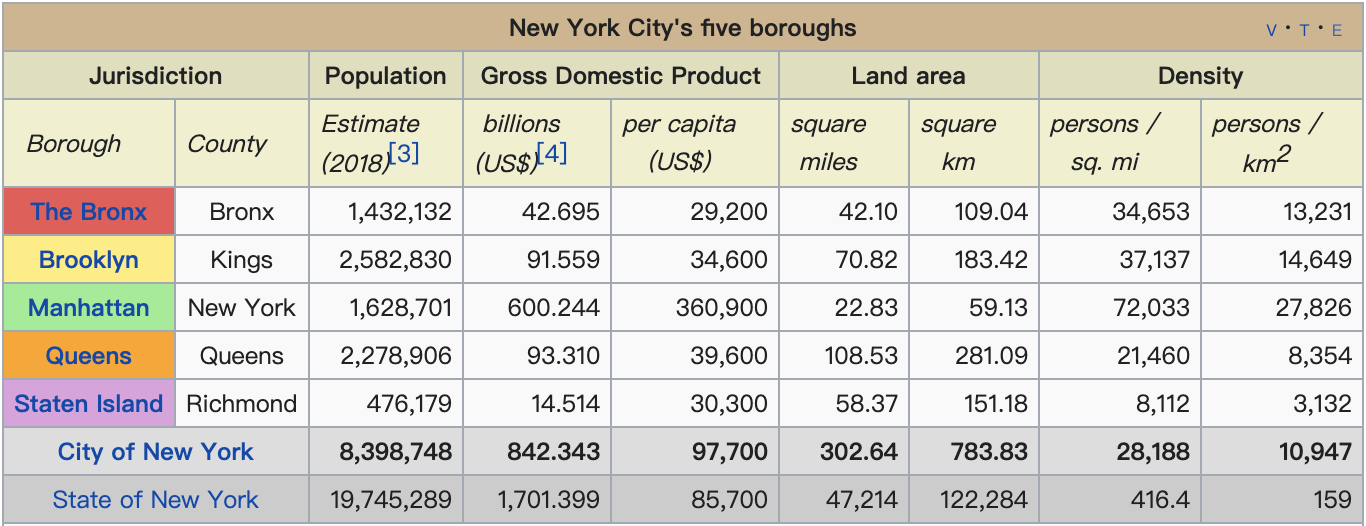 New York City's five boroughs V · T · E
Jurisdiction Population Gross Domestic Product Land area Density
Borough County Estimate (2018)[3] billions (US$)[4] per capita (US$) square miles square km persons / sq. mi persons / km2
The Bronx Bronx 1,432,132 42.695 29,200 42.10 109.04 34,653 13,231
Brooklyn Kings 2,582,830 91.559 34,600 70.82 183.42 37,137 14,649
Manhattan New York 1,628,701 600.244 360,900 22.83 59.13 72,033 27,826
Queens Queens 2,278,906 93.310 39,600 108.53 281.09 21,460 8,354
Staten Island Richmond 476,179 14.514 30,300 58.37 151.18 8,112 3,132
City of New York 8,398,748 842.343 97,700 302.64 783.83 28,188 10,947
State of New York 19,745,289 1,701.399 85,700 47,214 122,284 416.4 159